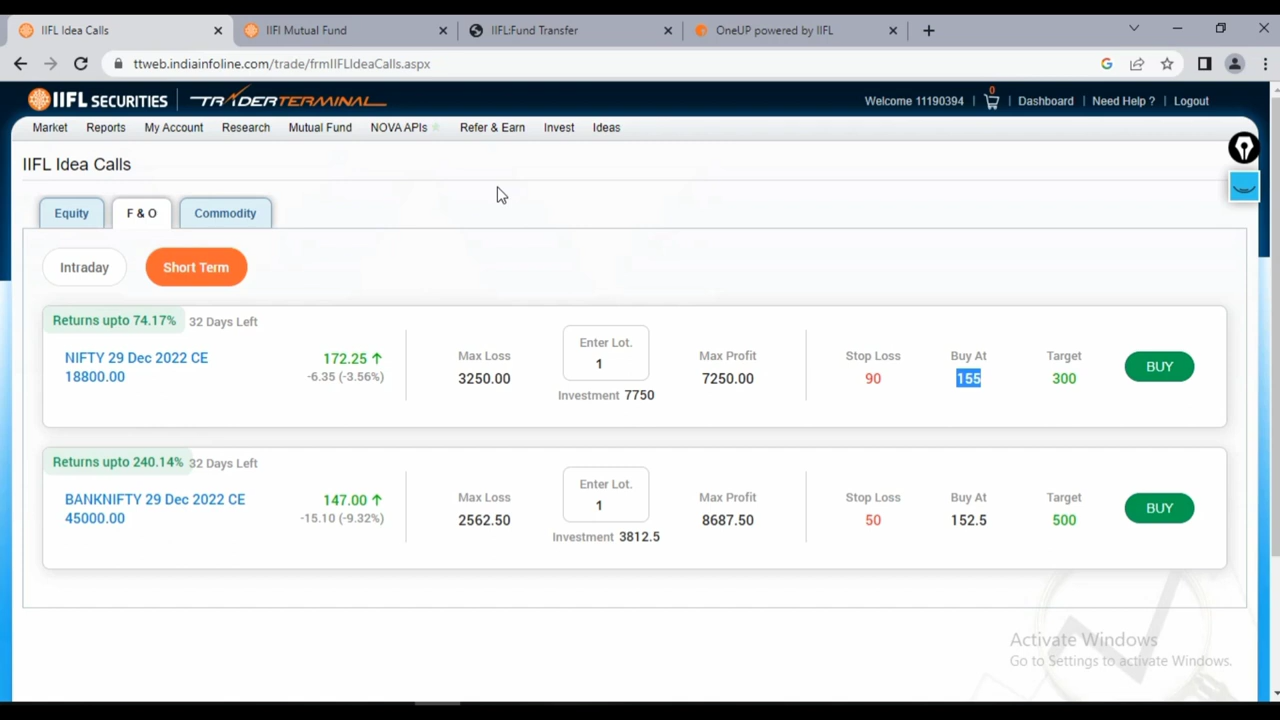 IIFL Idea Calls
IIFl Mutual Fund
IIFL:Fund Transfer
OneUP powered by IIFL
ttweb.indiainfoline.com/trade/frmIIFLIdeaCalls.aspx
IIFL SECURITIES
TRADERTERMINAL
Welcome 11190394 | 0 | Dashboard | Need Help ? | Logout
Market Reports My Account Research Mutual Fund NOVA APIs Refer & Earn Invest Ideas
IIFL Idea Calls
Equity F & O Commodity
Intraday Short Term
Returns upto 74.17% 32 Days Left
NIFTY 29 Dec 2022 CE
18800.00
172.25 ↑
-6.35 (-3.56%)
Max Loss
3250.00
Enter Lot.
1
Investment 7750
Max Profit
7250.00
Stop Loss
90
Buy At
155
Target
300
BUY
Returns upto 240.14% 32 Days Left
BANKNIFTY 29 Dec 2022 CE
45000.00
147.00 ↑
-15.10 (-9.32%)
Max Loss
2562.50
Enter Lot.
1
Investment 3812.5
Max Profit
8687.50
Stop Loss
50
Buy At
152.5
Target
500
BUY
Activate Windows
Go to Settings to activate Windows.